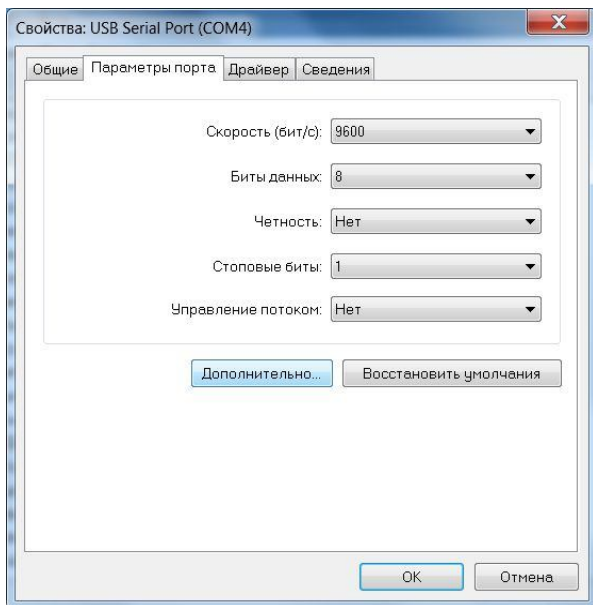 Свойства: USB Serial Port (COM4)
Общие Параметры порта Драйвер Сведения
Скорость (бит/с): 9600
Биты данных: 8
Четность: Нет
Стоповые биты: 1
Управление потоком: Нет
Дополнительно... Восстановить умолчания
OK Отмена